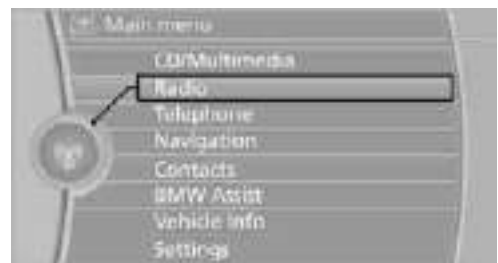 Main menu
CD/Multimedia
Radio
Telephone
Navigation
Contacts
BMW Assist
Vehicle Info
Settings